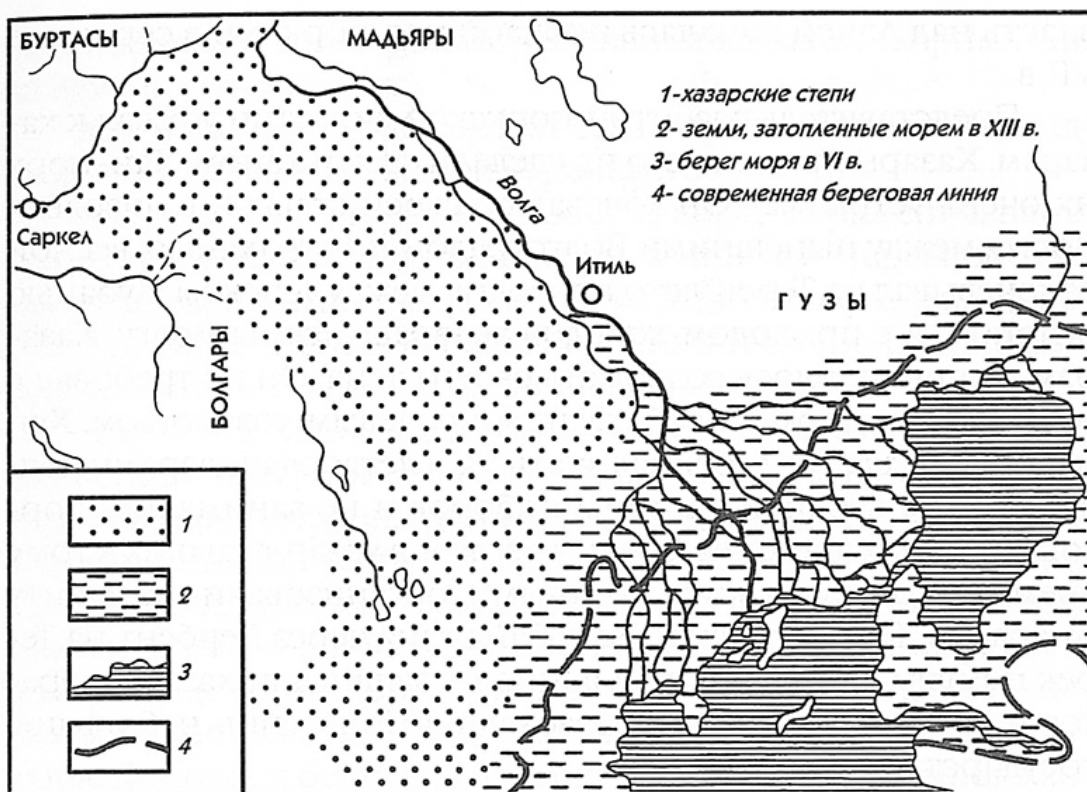 БУРТАСЫ
МАДЬЯРЫ
1-хазарские степи
2- земли, затопленные морем в XIII в.
3- берег моря в VI в.
4- современная береговая линия
Волга
Саркел
Итиль
ГУЗЫ
БОЛГАРЫ
1
2
3
4